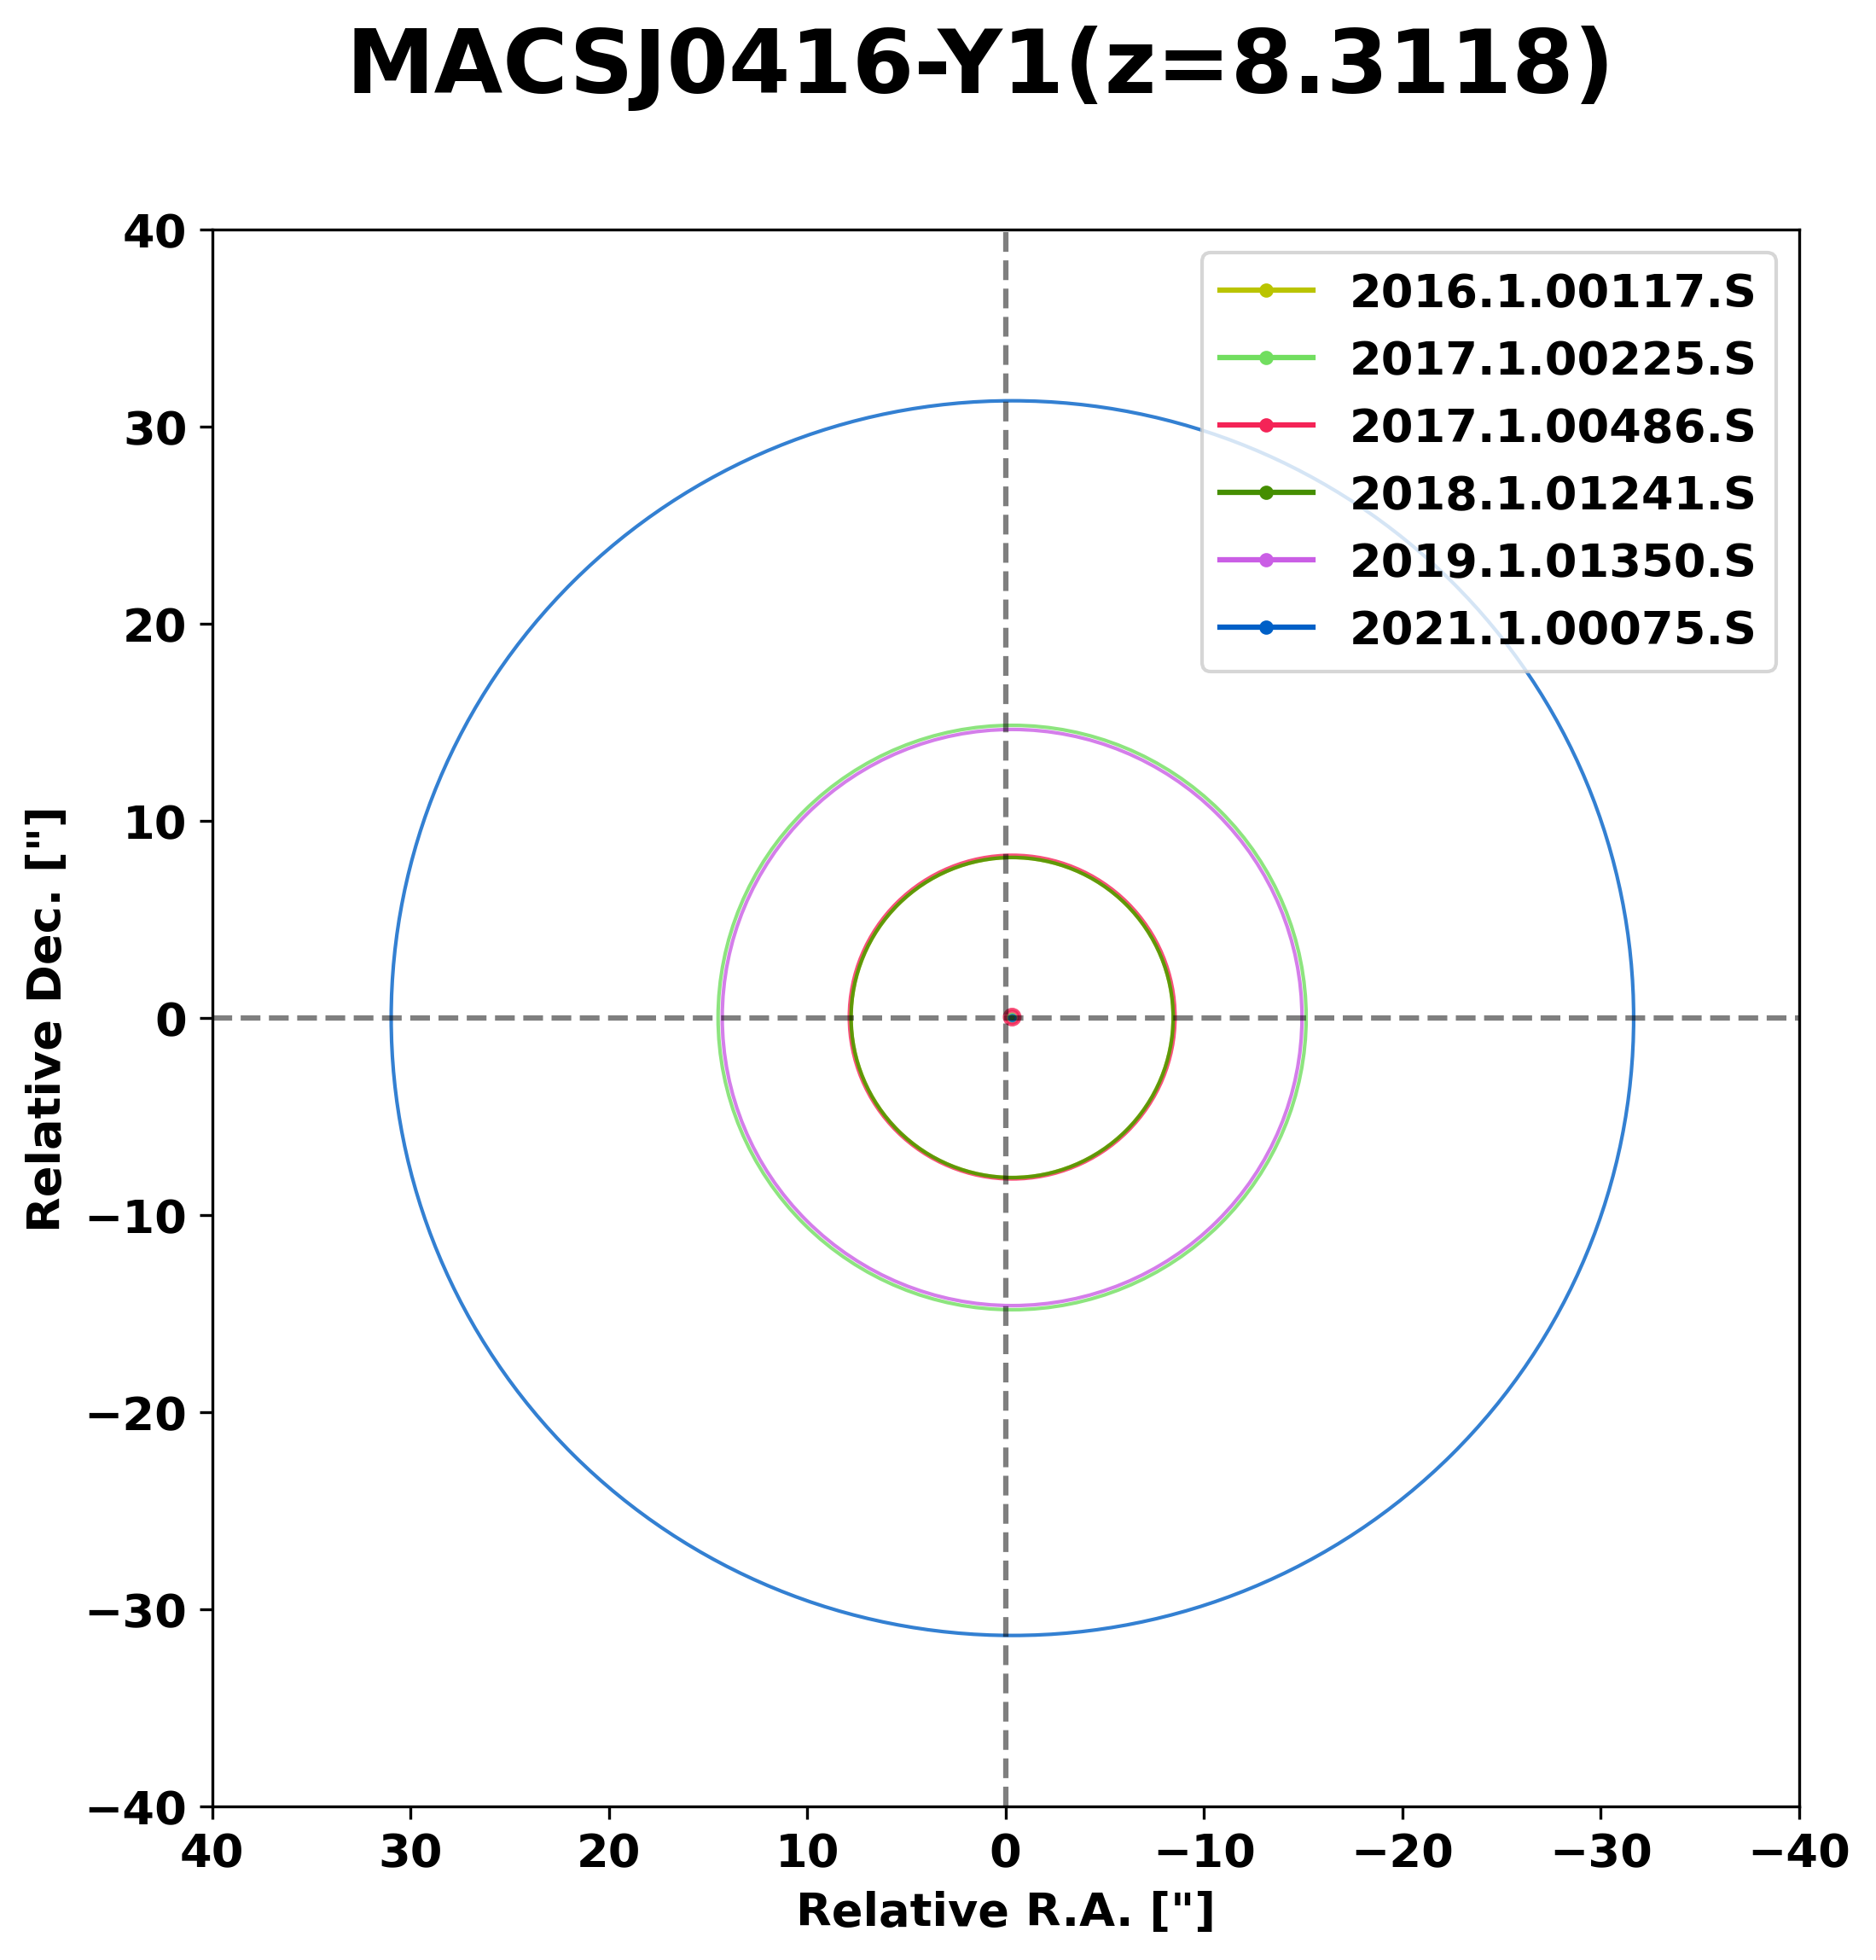 MACSJ0416-Y1(z=8.3118)
40
30
20
10
0
−10
−20
−30
−40
2016.1.00117.S
2017.1.00225.S
2017.1.00486.S
2018.1.01241.S
2019.1.01350.S
2021.1.00075.S
Relative Dec. ["]
40 30 20 10 0 −10 −20 −30 −40
Relative R.A. ["]